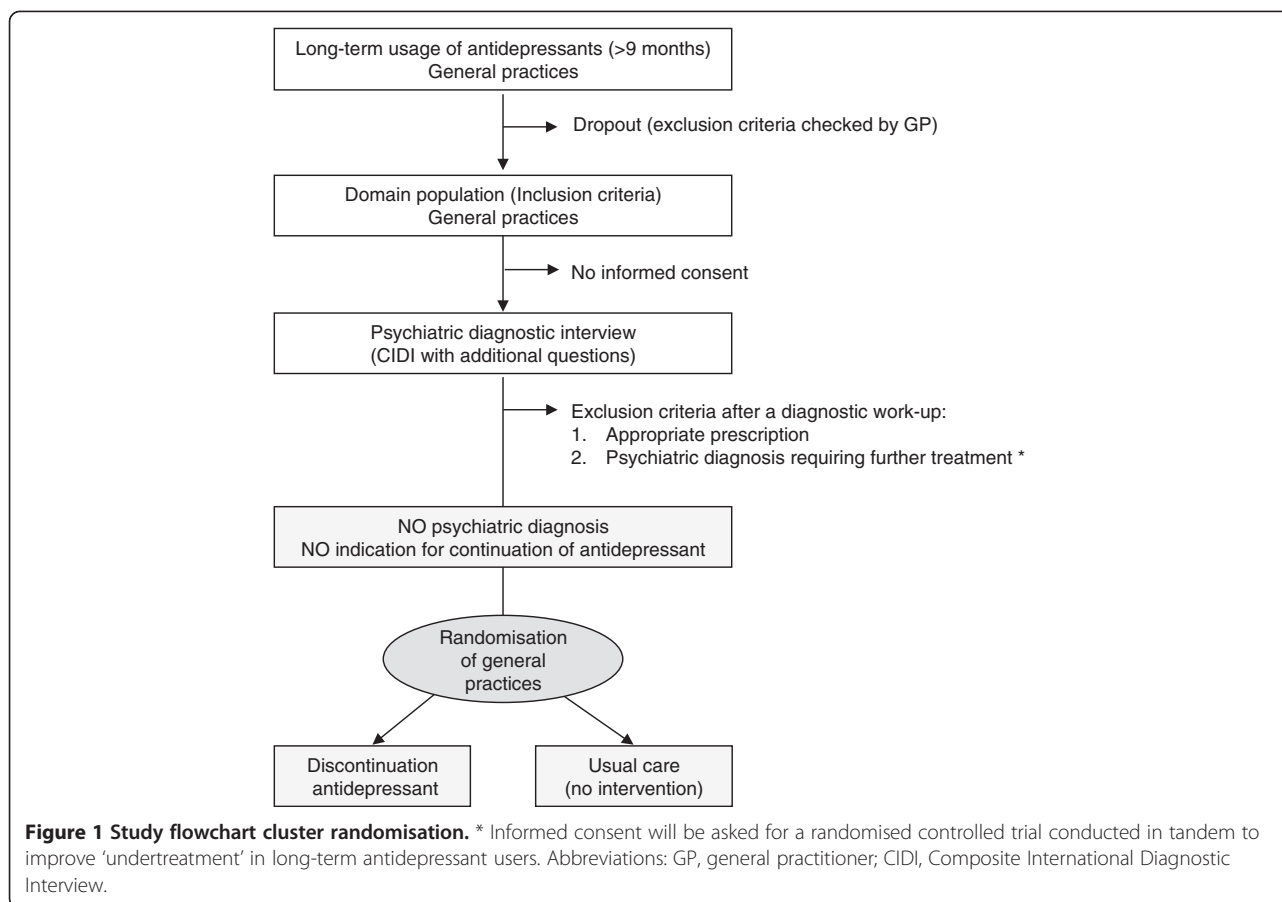 Long-term usage of antidepressants (>9 months)
General practices
Dropout (exclusion criteria checked by GP)
Domain population (Inclusion criteria)
General practices
No informed consent
Psychiatric diagnostic interview
(CIDI with additional questions)
Exclusion criteria after a diagnostic work-up:
1. Appropriate prescription
2. Psychiatric diagnosis requiring further treatment *
NO psychiatric diagnosis
NO indication for continuation of antidepressant
Randomisation
of general
practices
Discontinuation
antidepressant
Usual care
(no intervention)
Figure 1 Study flowchart cluster randomisation. * Informed consent will be asked for a randomised controlled trial conducted in tandem to
improve ‘undertreatment’ in long-term antidepressant users. Abbreviations: GP, general practitioner; CIDI, Composite International Diagnostic
Interview.